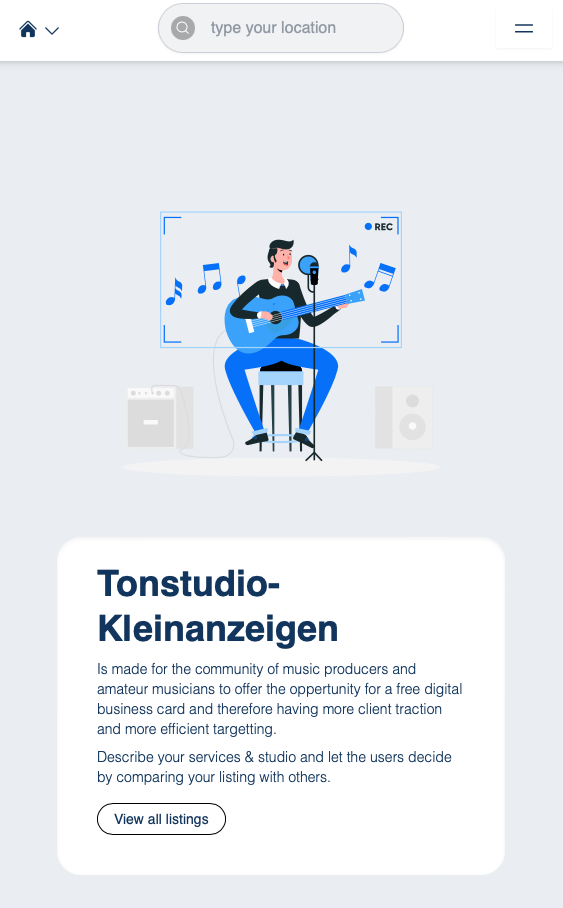 type your location
REC
Tonstudio-
Kleinanzeigen
Is made for the community of music producers and
amateur musicians to offer the oppertunity for a free digital
business card and therefore having more client traction
and more efficient targetting.
Describe your services & studio and let the users decide
by comparing your listing with others.
View all listings